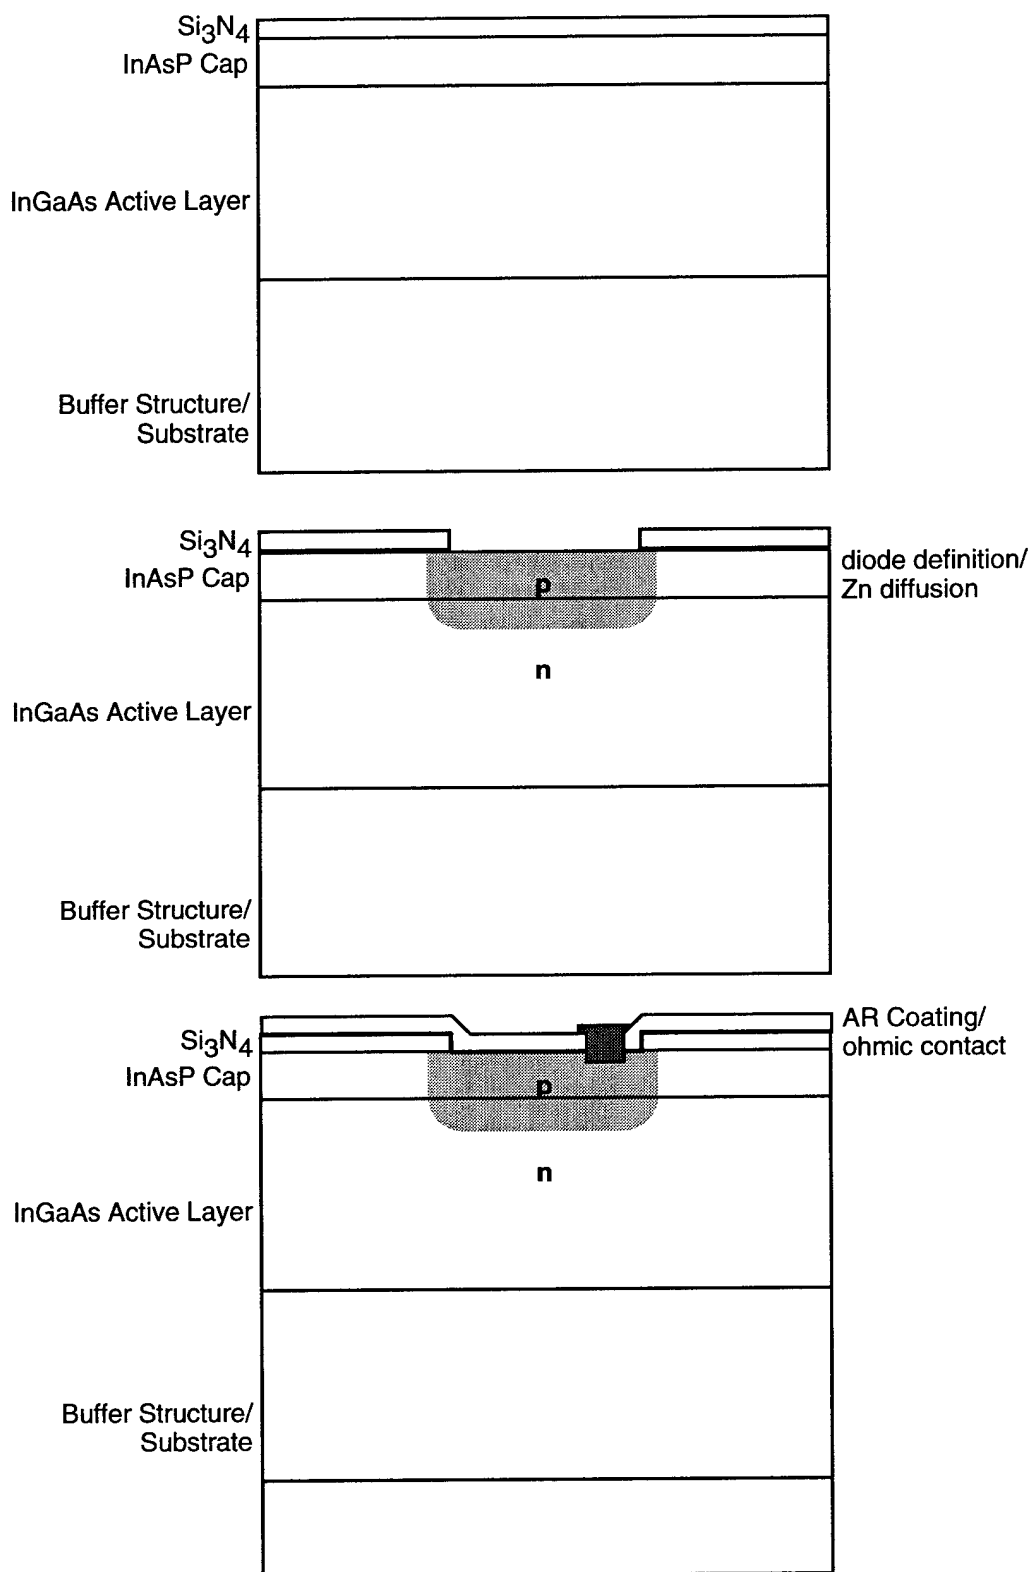 Si3N4
InAsP Cap
InGaAs Active Layer
Buffer Structure/
Substrate
Si3N4
InAsP Cap
p
diode definition/
Zn diffusion
n
InGaAs Active Layer
Buffer Structure/
Substrate
AR Coating/
ohmic contact
Si3N4
InAsP Cap
p
n
InGaAs Active Layer
Buffer Structure/
Substrate